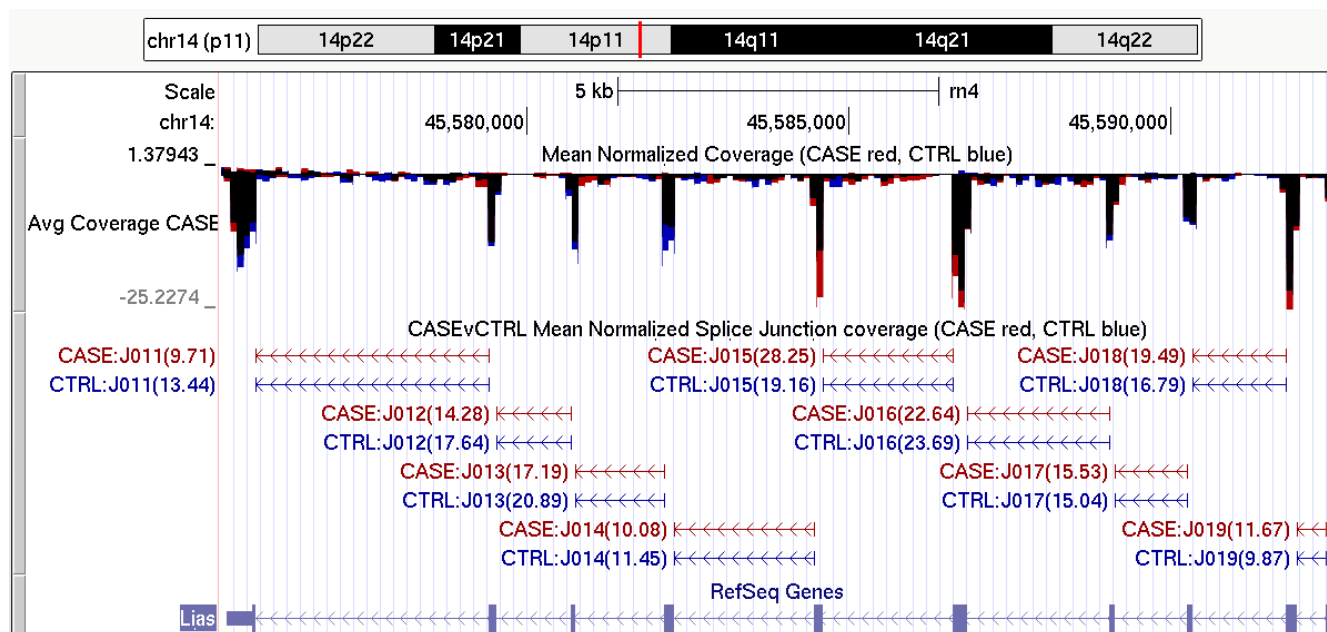 chr14 (p11) 14p22 14p21 14p11 14q11 14q21 14q22
Scale 5 kb rn4
chr14: 45,580,000 45,585,000 45,590,000
1.37943 _ Mean Normalized Coverage (CASE red, CTRL blue)
Avg Coverage CASE
-25.2274 _
CASEvCTRL Mean Normalized Splice Junction coverage (CASE red, CTRL blue)
CASE:J011(9.71) CASE:J015(28.25) CASE:J018(19.49)
CTRL:J011(13.44) CTRL:J015(19.16) CTRL:J018(16.79)
CASE:J012(14.28) CASE:J016(22.64)
CTRL:J012(17.64) CTRL:J016(23.69)
CASE:J013(17.19) CASE:J017(15.53)
CTRL:J013(20.89) CTRL:J017(15.04)
CASE:J014(10.08) CASE:J019(11.67)
CTRL:J014(11.45) CTRL:J019(9.87)
RefSeq Genes
Lias